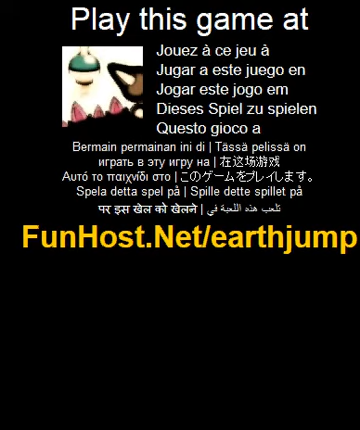 Play this game at
Jouez à ce jeu à
Jugar a este juego en
Jogar este jogo em
Dieses Spiel zu spielen
Questo gioco a
Bermain permainan ini di | Tässä pelissä on
играть в эту игру на | 在这场游戏
Αυτό το παιχνίδι στο | このゲームをプレイします。
Spela detta spel på | Spille dette spillet på
पर इस खेल को खेलने | تلعب هذه اللعبة في
FunHost.Net/earthjump